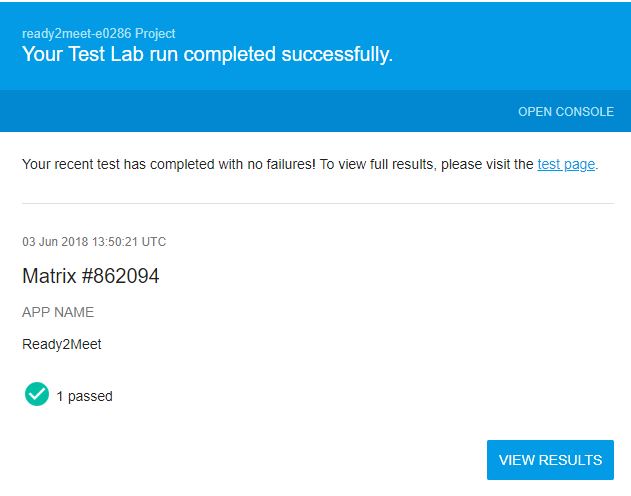 ready2meet-e0286 Project
Your Test Lab run completed successfully.
OPEN CONSOLE
Your recent test has completed with no failures! To view full results, please visit the test page.
03 Jun 2018 13:50:21 UTC
Matrix #862094
APP NAME
Ready2Meet
1 passed
VIEW RESULTS